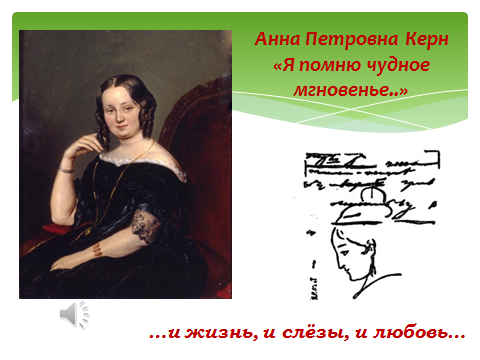 Анна Петровна Керн
«Я помню чудное
мгновенье..»
...и жизнь, и слёзы, и любовь...